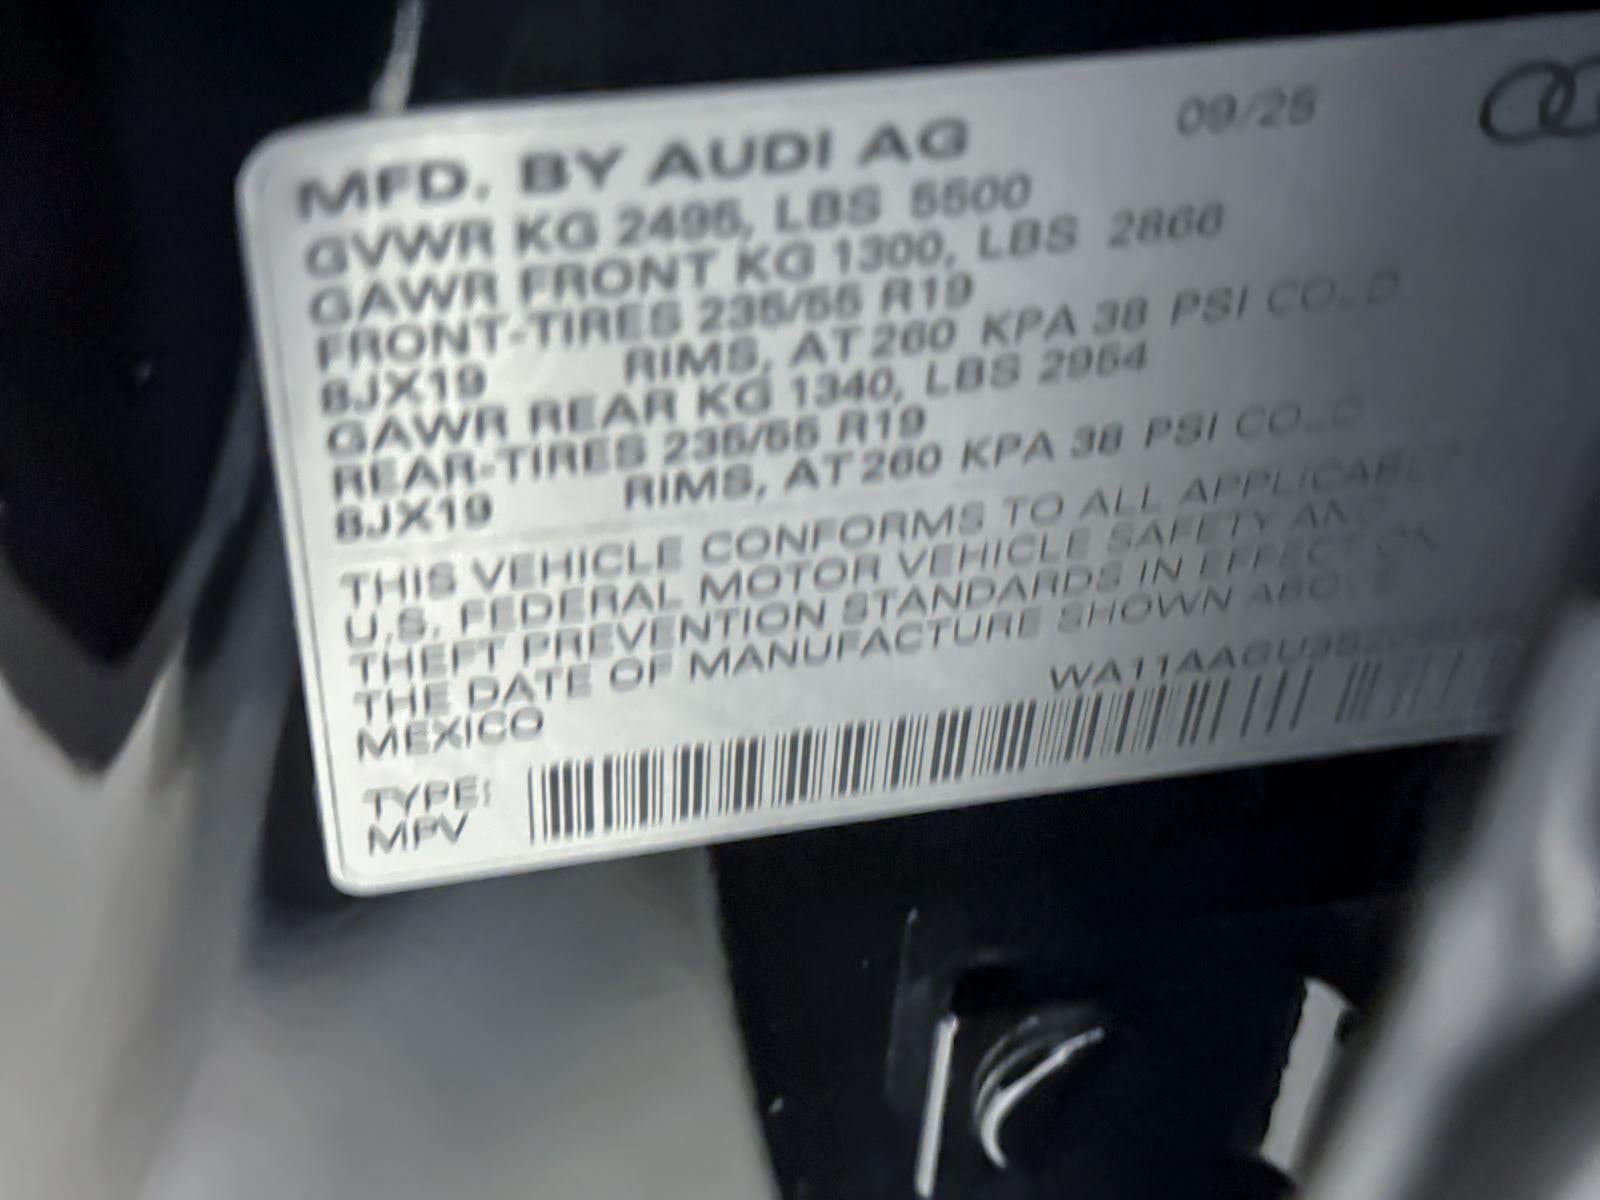 09/25
MFD. BY AUDI AG
GVWR KG 2495, LBS 5500
GAWR FRONT KG 1300, LBS 2866
FRONT-TIRES 235/55 R19
8JX19 RIMS, AT 260 KPA 38 PSI COLD
GAWR REAR KG 1340, LBS 2954
REAR-TIRES 235/55 R19
8JX19 RIMS, AT 260 KPA 38 PSI COLD
THIS VEHICLE CONFORMS TO ALL APPLICABLE
U.S. FEDERAL MOTOR VEHICLE SAFETY AND
THEFT PREVENTION STANDARDS IN EFFECT ON
THE DATE OF MANUFACTURE SHOWN ABOVE
MEXICO
TYPE:
MPV